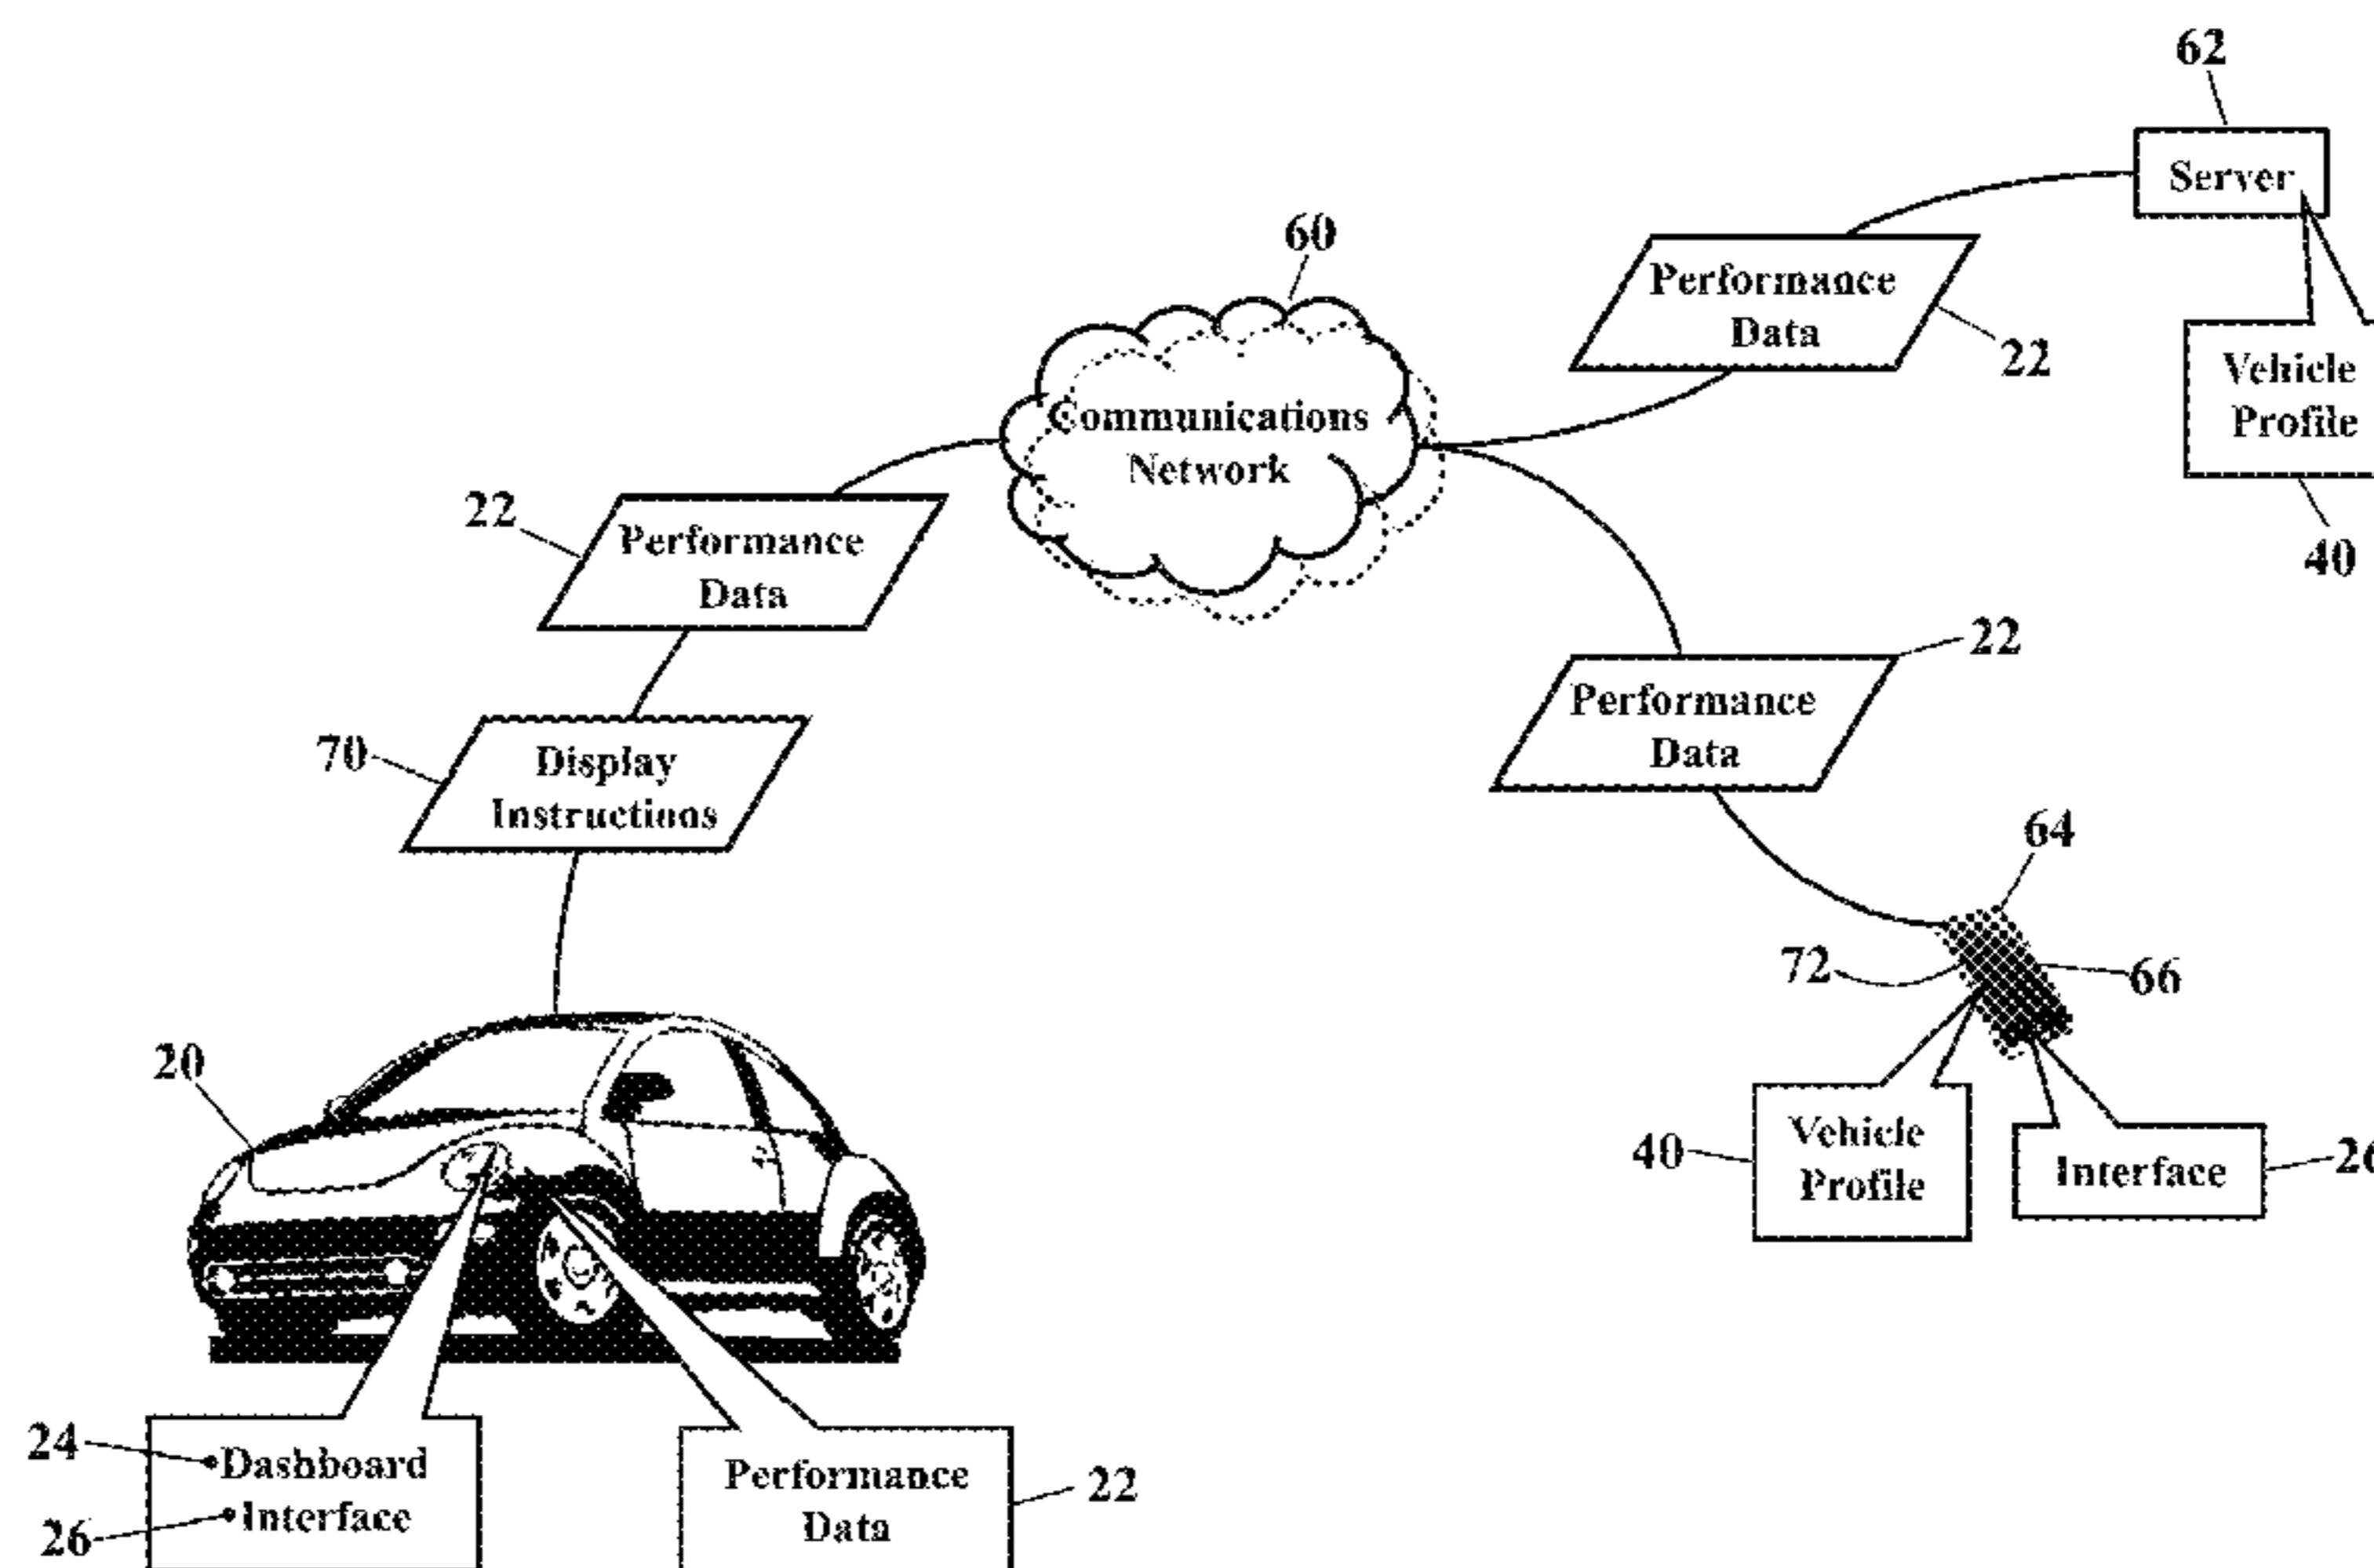 62
Server
60
Performance
Data
22
Vehicle
Profile
40
Communications
Network
22
Performance
Data
22
Performance
Data
70
Display
Instructions
64
72
66
20
40
Vehicle
Profile
Interface
26
24
•Dashboard
26
•Interface
Performance
Data
22